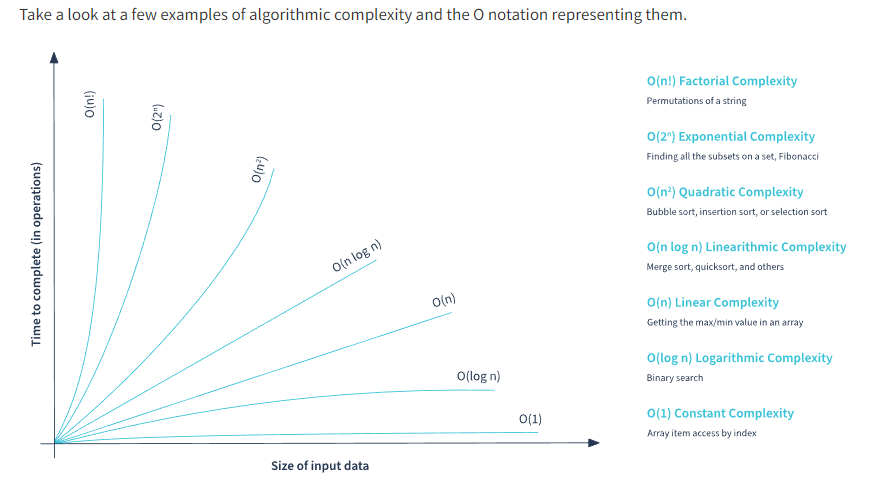 Take a look at a few examples of algorithmic complexity and the O notation representing them.
O(n!)
O(2ⁿ)
O(n²)
O(n log n)
O(n)
O(log n)
O(1)
Time to complete (in operations)
Size of input data
O(n!) Factorial Complexity
Permutations of a string
O(2ⁿ) Exponential Complexity
Finding all the subsets on a set, Fibonacci
O(n²) Quadratic Complexity
Bubble sort, insertion sort, or selection sort
O(n log n) Linearithmic Complexity
Merge sort, quicksort, and others
O(n) Linear Complexity
Getting the max/min value in an array
O(log n) Logarithmic Complexity
Binary search
O(1) Constant Complexity
Array item access by index